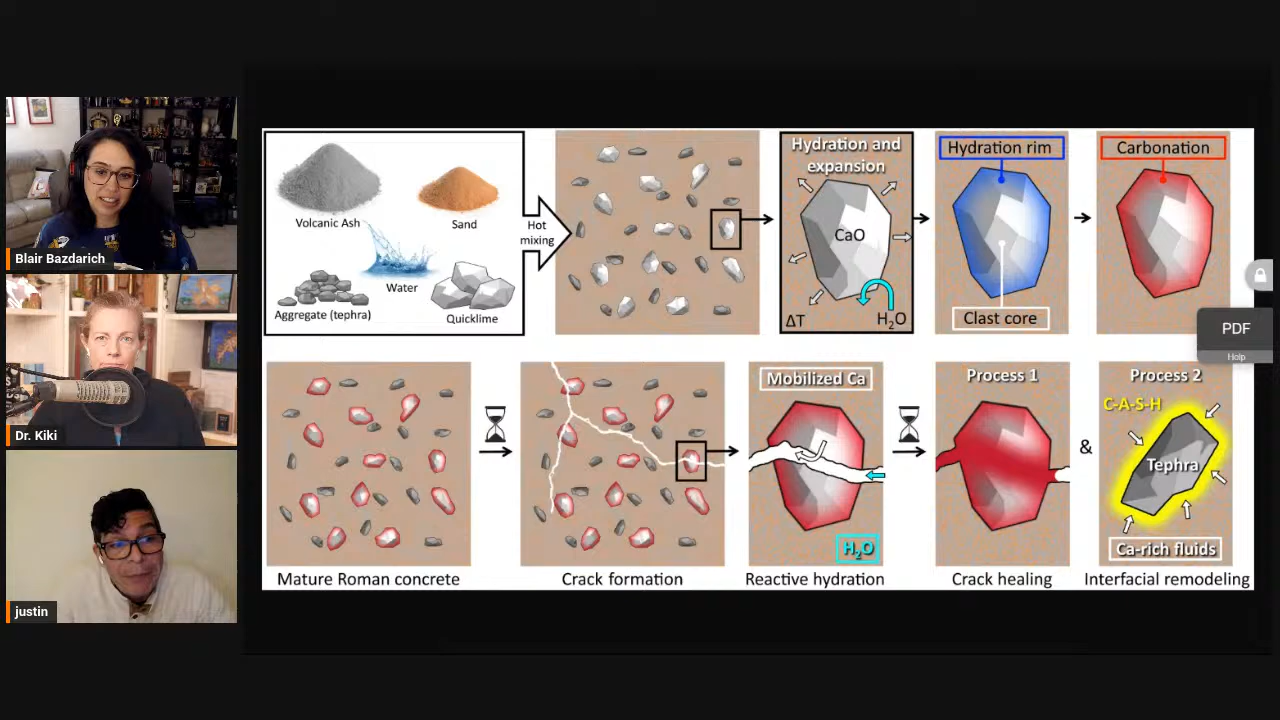 Blair Bazdarich
Dr. Kiki
justin
Volcanic Ash
Sand
Water
Aggregate (tephra)
Quicklime
Hot
mixing
Hydration and
expansion
CaO
ΔT
H₂O
Hydration rim
Clast core
Carbonation
PDF
Help
Mature Roman concrete
Crack formation
Mobilized Ca
H₂O
Reactive hydration
Process 1
Crack healing
&
Process 2
C-A-S-H
Tephra
Ca-rich fluids
Interfacial remodeling